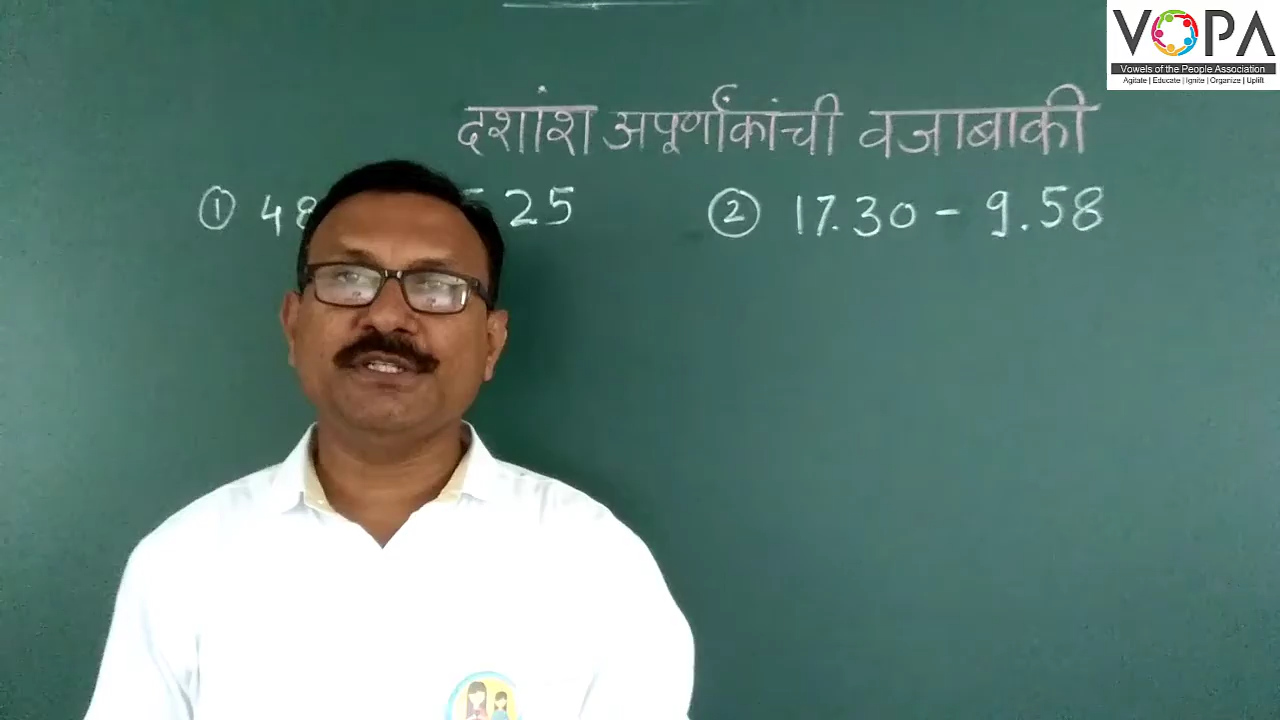 VOPA
Vowels of the People Association
Agitate | Educate | Ignite | Organize | Uplift
दशांश अपूर्णांकांची वजाबाकी
① 48 25
② 17.30 - 9.58